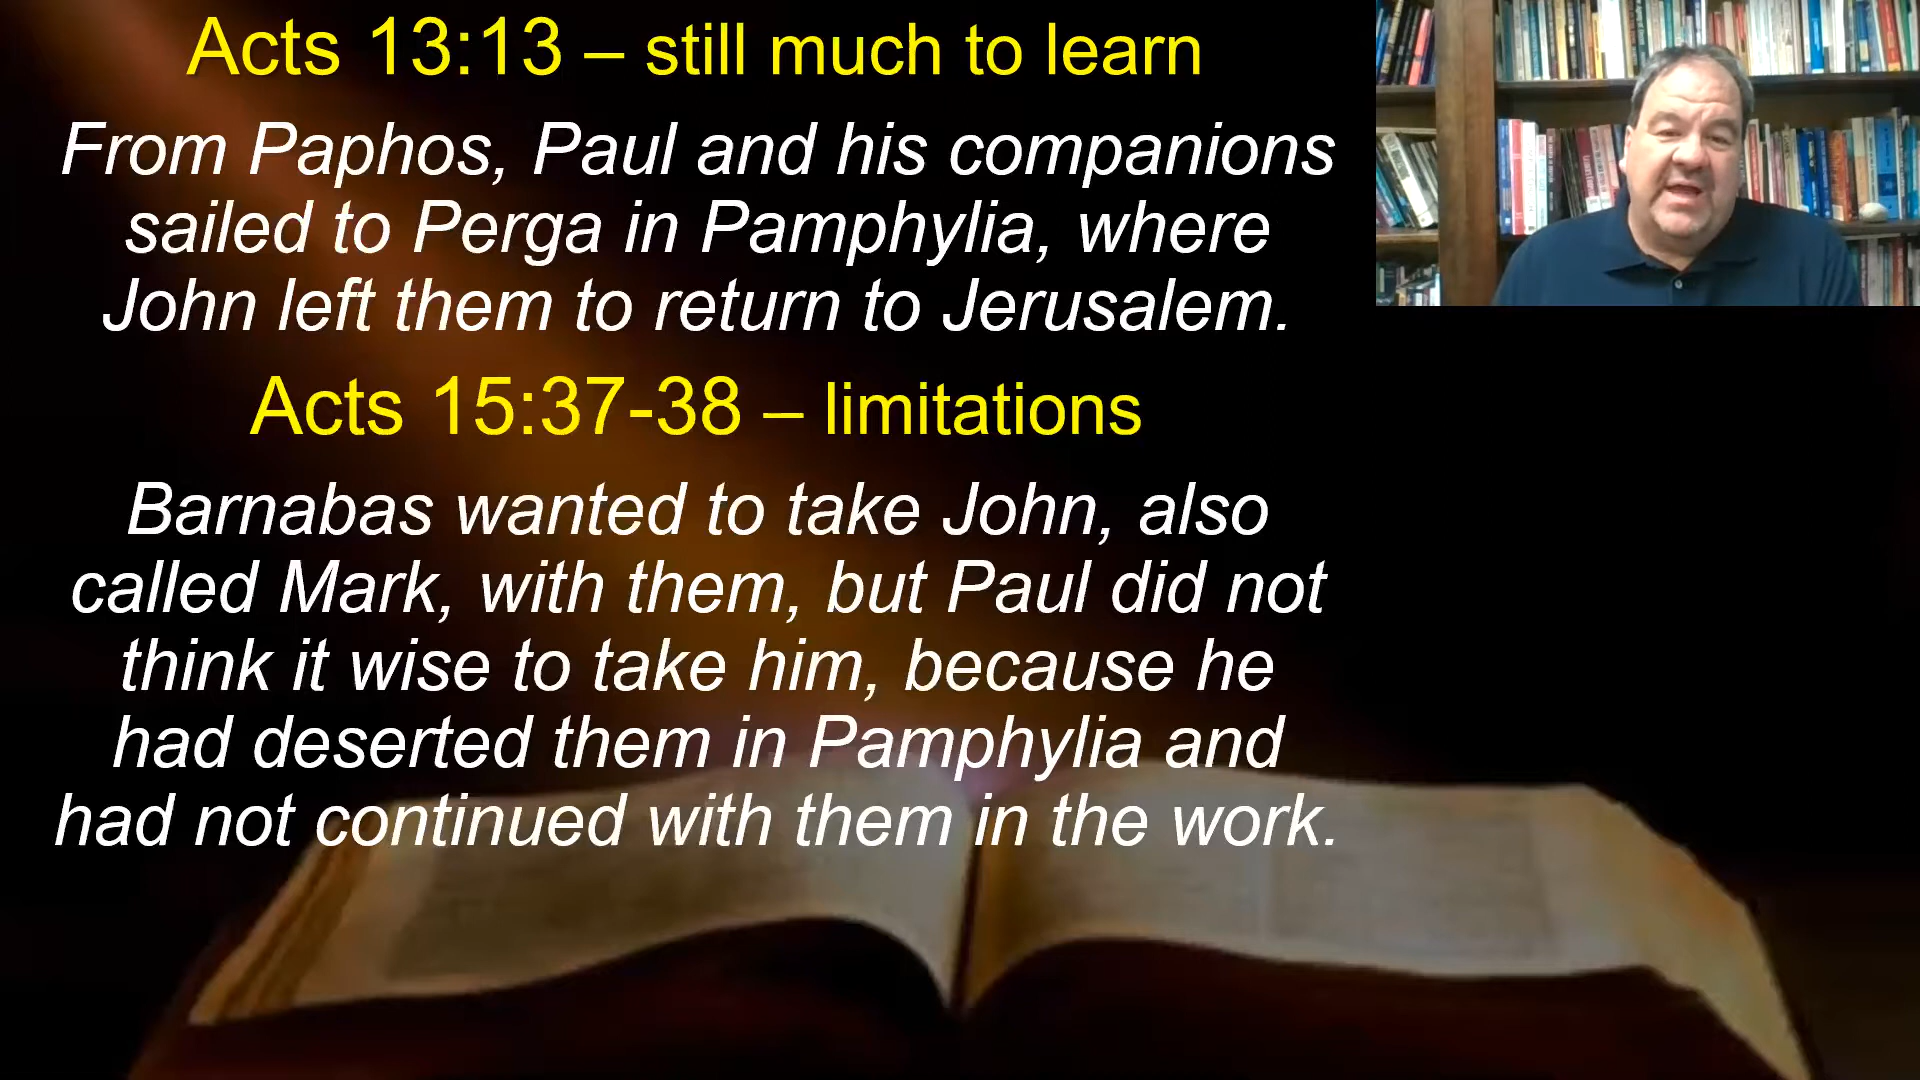 Acts 13:13 – still much to learn
From Paphos, Paul and his companions
sailed to Perga in Pamphylia, where
John left them to return to Jerusalem.
Acts 15:37-38 – limitations
Barnabas wanted to take John, also
called Mark, with them, but Paul did not
think it wise to take him, because he
had deserted them in Pamphylia and
had not continued with them in the work.